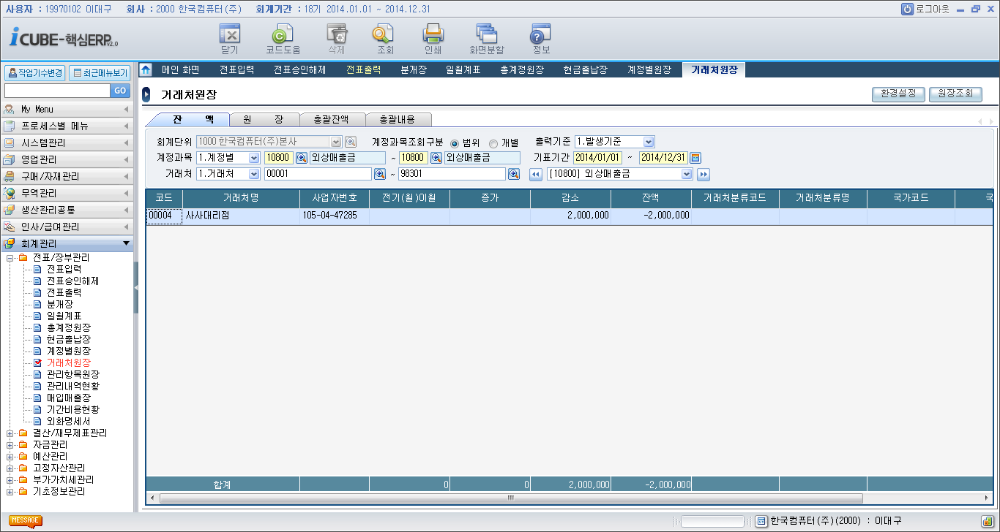 사용자 : 19970102 이대구 회사 : 2000 한국컴퓨터(주) 회계기간 : 18기 2014.01.01 ~ 2014.12.31 로그아웃
iCUBE-핵심ERP v2.0
닫기 코드도움 삭제 조회 인쇄 화면분할 정보
작업기수변경 최근메뉴보기
메인 화면 전표입력 전표승인해제 전표출력 분개장 일월계표 총계정원장 현금출납장 계정별원장 거래처원장
GO
거래처원장 환경설정 원장조회
My Menu
프로세스별 메뉴
시스템관리
영업관리
구매/자재관리
무역관리
생산관리공통
인사/급여관리
회계관리
전표/장부관리
전표입력
전표승인해제
전표출력
분개장
일월계표
총계정원장
현금출납장
계정별원장
거래처원장
관리항목원장
관리내역현황
매입매출장
기간비용현황
외화명세서
결산/재무제표관리
자금관리
예산관리
고정자산관리
부가가치세관리
기초정보관리
잔 액 원 장 총괄잔액 총괄내용
회계단위 1000 한국컴퓨터(주)본사 계정과목조회구분 범위 개별 출력기준 1.발생기준
계정과목 1.계정별 10800 외상매출금 ~ 10800 외상매출금 기표기간 2014/01/01 ~ 2014/12/31
거래처 1.거래처 00001 ~ 98301 [10800] 외상매출금
코드 거래처명 사업자번호 전기(월)이월 증가 감소 잔액 거래처분류코드 거래처분류명 국가코드 국
00004 사사대리점 105-04-47285 2,000,000 -2,000,000
합계 0 0 2,000,000 -2,000,000
MESSAGE 한국컴퓨터(주)(2000) : 이대구